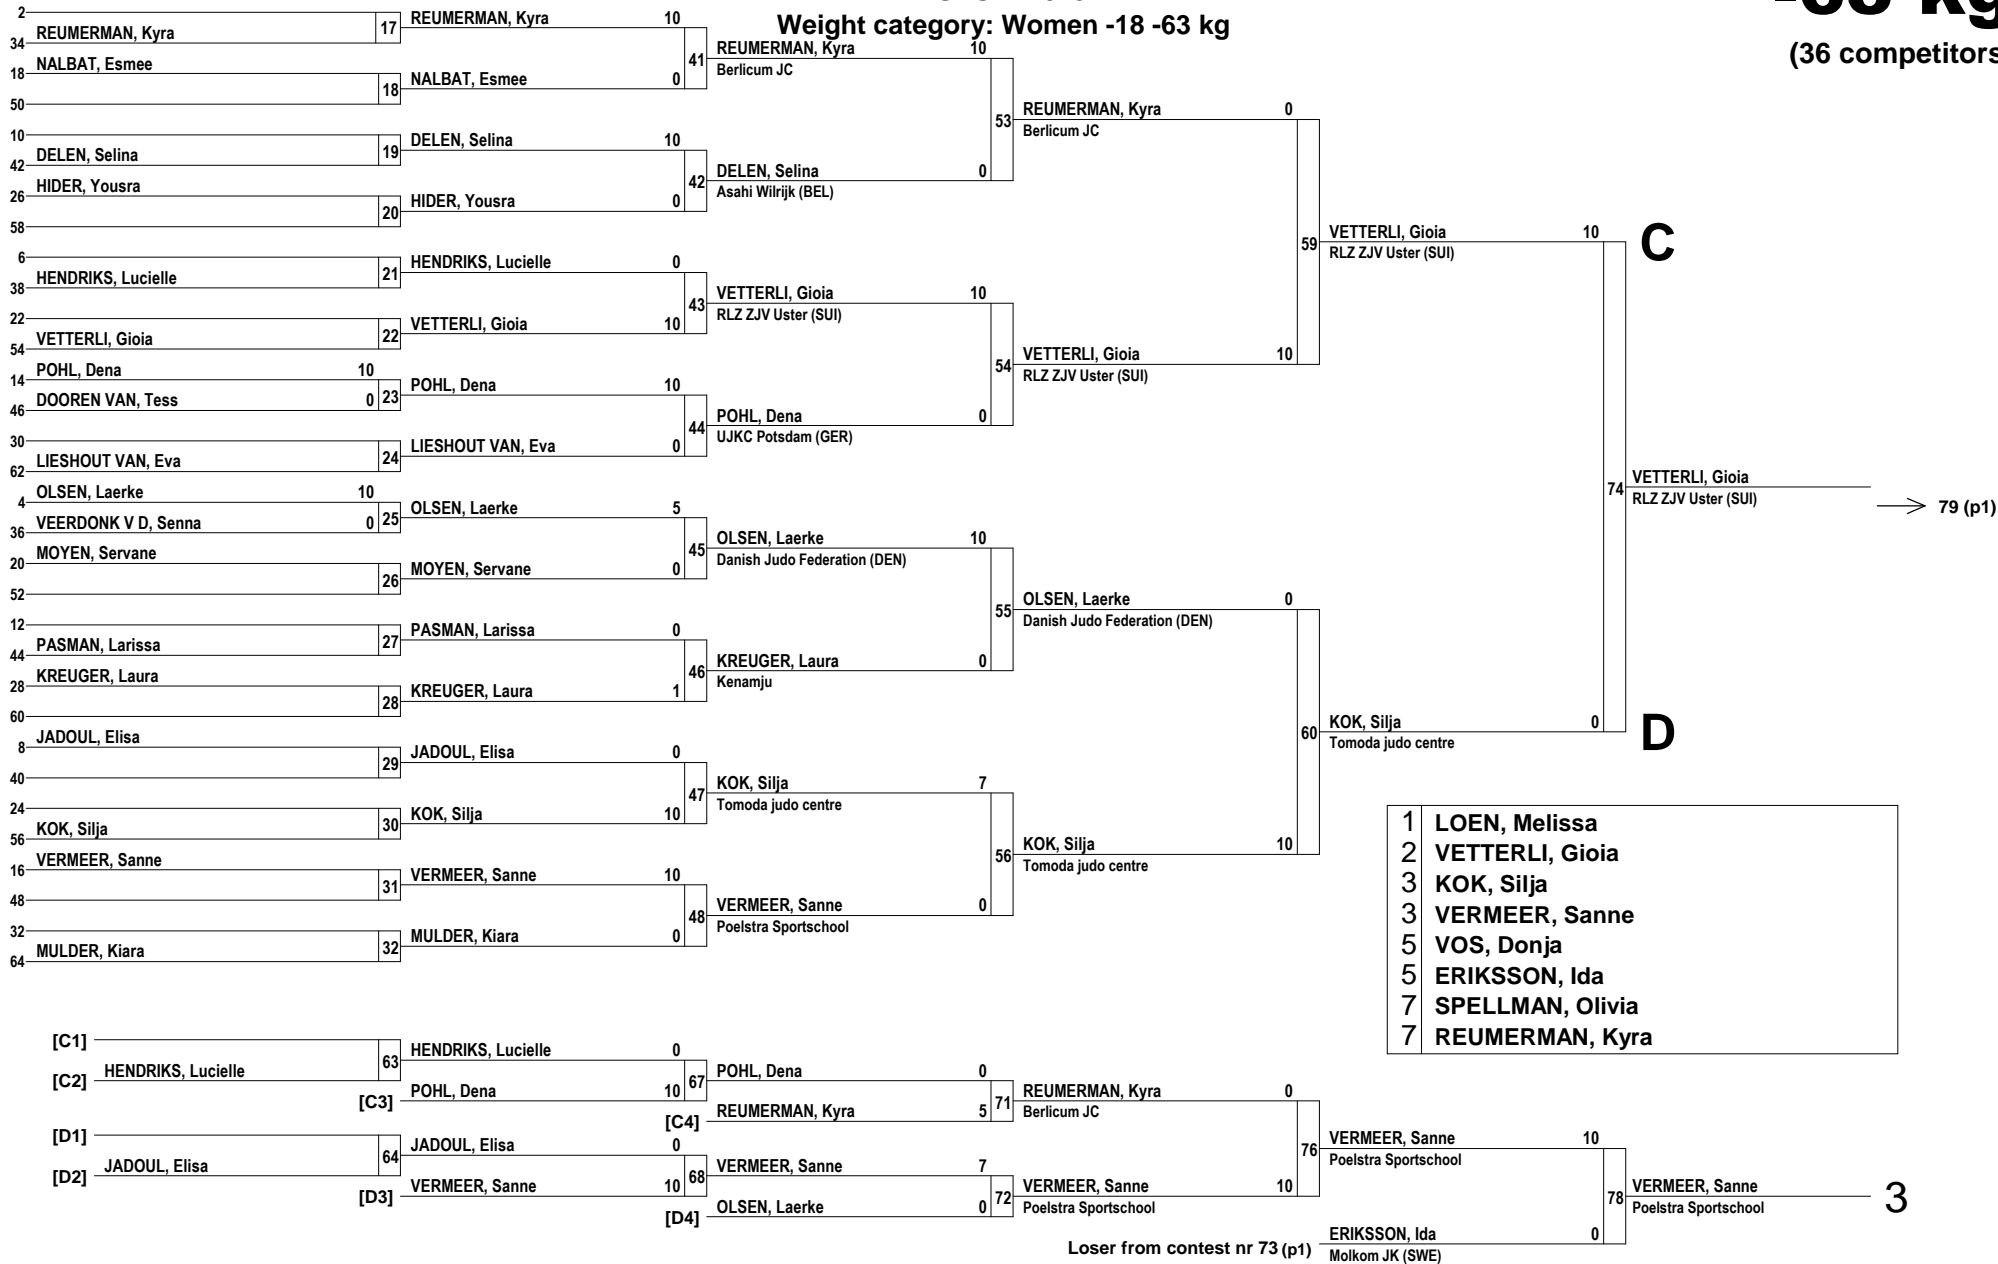 -63 kg
Weight category: Women -18 -63 kg
(36 competitors
2
34 REUMERMAN, Kyra
17
18 NALBAT, Esmee
50
18
10
42 DELEN, Selina
19
26 HIDER, Yousra
58
20
6
38 HENDRIKS, Lucielle
21
22
54 VETTERLI, Gioia
22
14 POHL, Dena 10
46 DOOREN VAN, Tess 0
23
30
62 LIESHOUT VAN, Eva
24
4 OLSEN, Laerke 10
36 VEERDONK V D, Senna 0
25
20 MOYEN, Servane
52
26
12
44 PASMAN, Larissa
27
28 KREUGER, Laura
60
28
8 JADOUL, Elisa
40
29
24
56 KOK, Silja
30
16 VERMEER, Sanne
48
31
32
64 MULDER, Kiara
32
REUMERMAN, Kyra 10
NALBAT, Esmee 0
41
DELEN, Selina 10
HIDER, Yousra 0
42
HENDRIKS, Lucielle 0
VETTERLI, Gioia 10
43
POHL, Dena 10
LIESHOUT VAN, Eva 0
44
OLSEN, Laerke 5
MOYEN, Servane 0
45
PASMAN, Larissa 0
KREUGER, Laura 1
46
JADOUL, Elisa 0
KOK, Silja 10
47
VERMEER, Sanne 10
MULDER, Kiara 0
48
REUMERMAN, Kyra 10
Berlicum JC
53
DELEN, Selina 0
Asahi Wilrijk (BEL)
VETTERLI, Gioia 10
RLZ ZJV Uster (SUI)
54
POHL, Dena 0
UJKC Potsdam (GER)
OLSEN, Laerke 10
Danish Judo Federation (DEN)
55
KREUGER, Laura 0
Kenamju
KOK, Silja 7
Tomoda judo centre
56
VERMEER, Sanne 0
Poelstra Sportschool
REUMERMAN, Kyra 0
Berlicum JC
59
VETTERLI, Gioia 10
RLZ ZJV Uster (SUI)
OLSEN, Laerke 0
Danish Judo Federation (DEN)
60
KOK, Silja 10
Tomoda judo centre
VETTERLI, Gioia 10
RLZ ZJV Uster (SUI)
C
74
KOK, Silja 0
Tomoda judo centre
D
VETTERLI, Gioia
RLZ ZJV Uster (SUI)
79 (p1)
1 LOEN, Melissa
2 VETTERLI, Gioia
3 KOK, Silja
3 VERMEER, Sanne
5 VOS, Donja
5 ERIKSSON, Ida
7 SPELLMAN, Olivia
7 REUMERMAN, Kyra
[C1]
[C2] HENDRIKS, Lucielle
63
HENDRIKS, Lucielle 0
[C3] POHL, Dena 10
67
POHL, Dena 0
[C4] REUMERMAN, Kyra 5
71
REUMERMAN, Kyra 0
Berlicum JC
[D1]
[D2] JADOUL, Elisa
64
JADOUL, Elisa 0
[D3] VERMEER, Sanne 10
68
VERMEER, Sanne 7
[D4] OLSEN, Laerke 0
72
VERMEER, Sanne 10
Poelstra Sportschool
76
VERMEER, Sanne 10
Poelstra Sportschool
Loser from contest nr 73 (p1) ERIKSSON, Ida 0
Molkom JK (SWE)
78
VERMEER, Sanne
Poelstra Sportschool
3